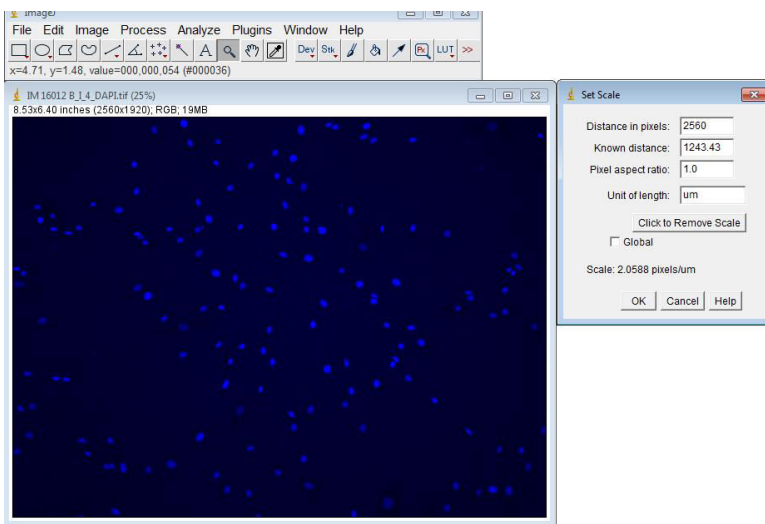 ImageJ
File Edit Image Process Analyze Plugins Window Help
A Dev Stk LUT >>
x=4.71, y=1.48, value=000,000,054 (#000036)
IM 16012 B_I_4_DAPI.tif (25%)
8.53x6.40 inches (2560x1920); RGB; 19MB
Set Scale
Distance in pixels: 2560
Known distance: 1243.43
Pixel aspect ratio: 1.0
Unit of length: um
Click to Remove Scale
Global
Scale: 2.0588 pixels/um
OK Cancel Help